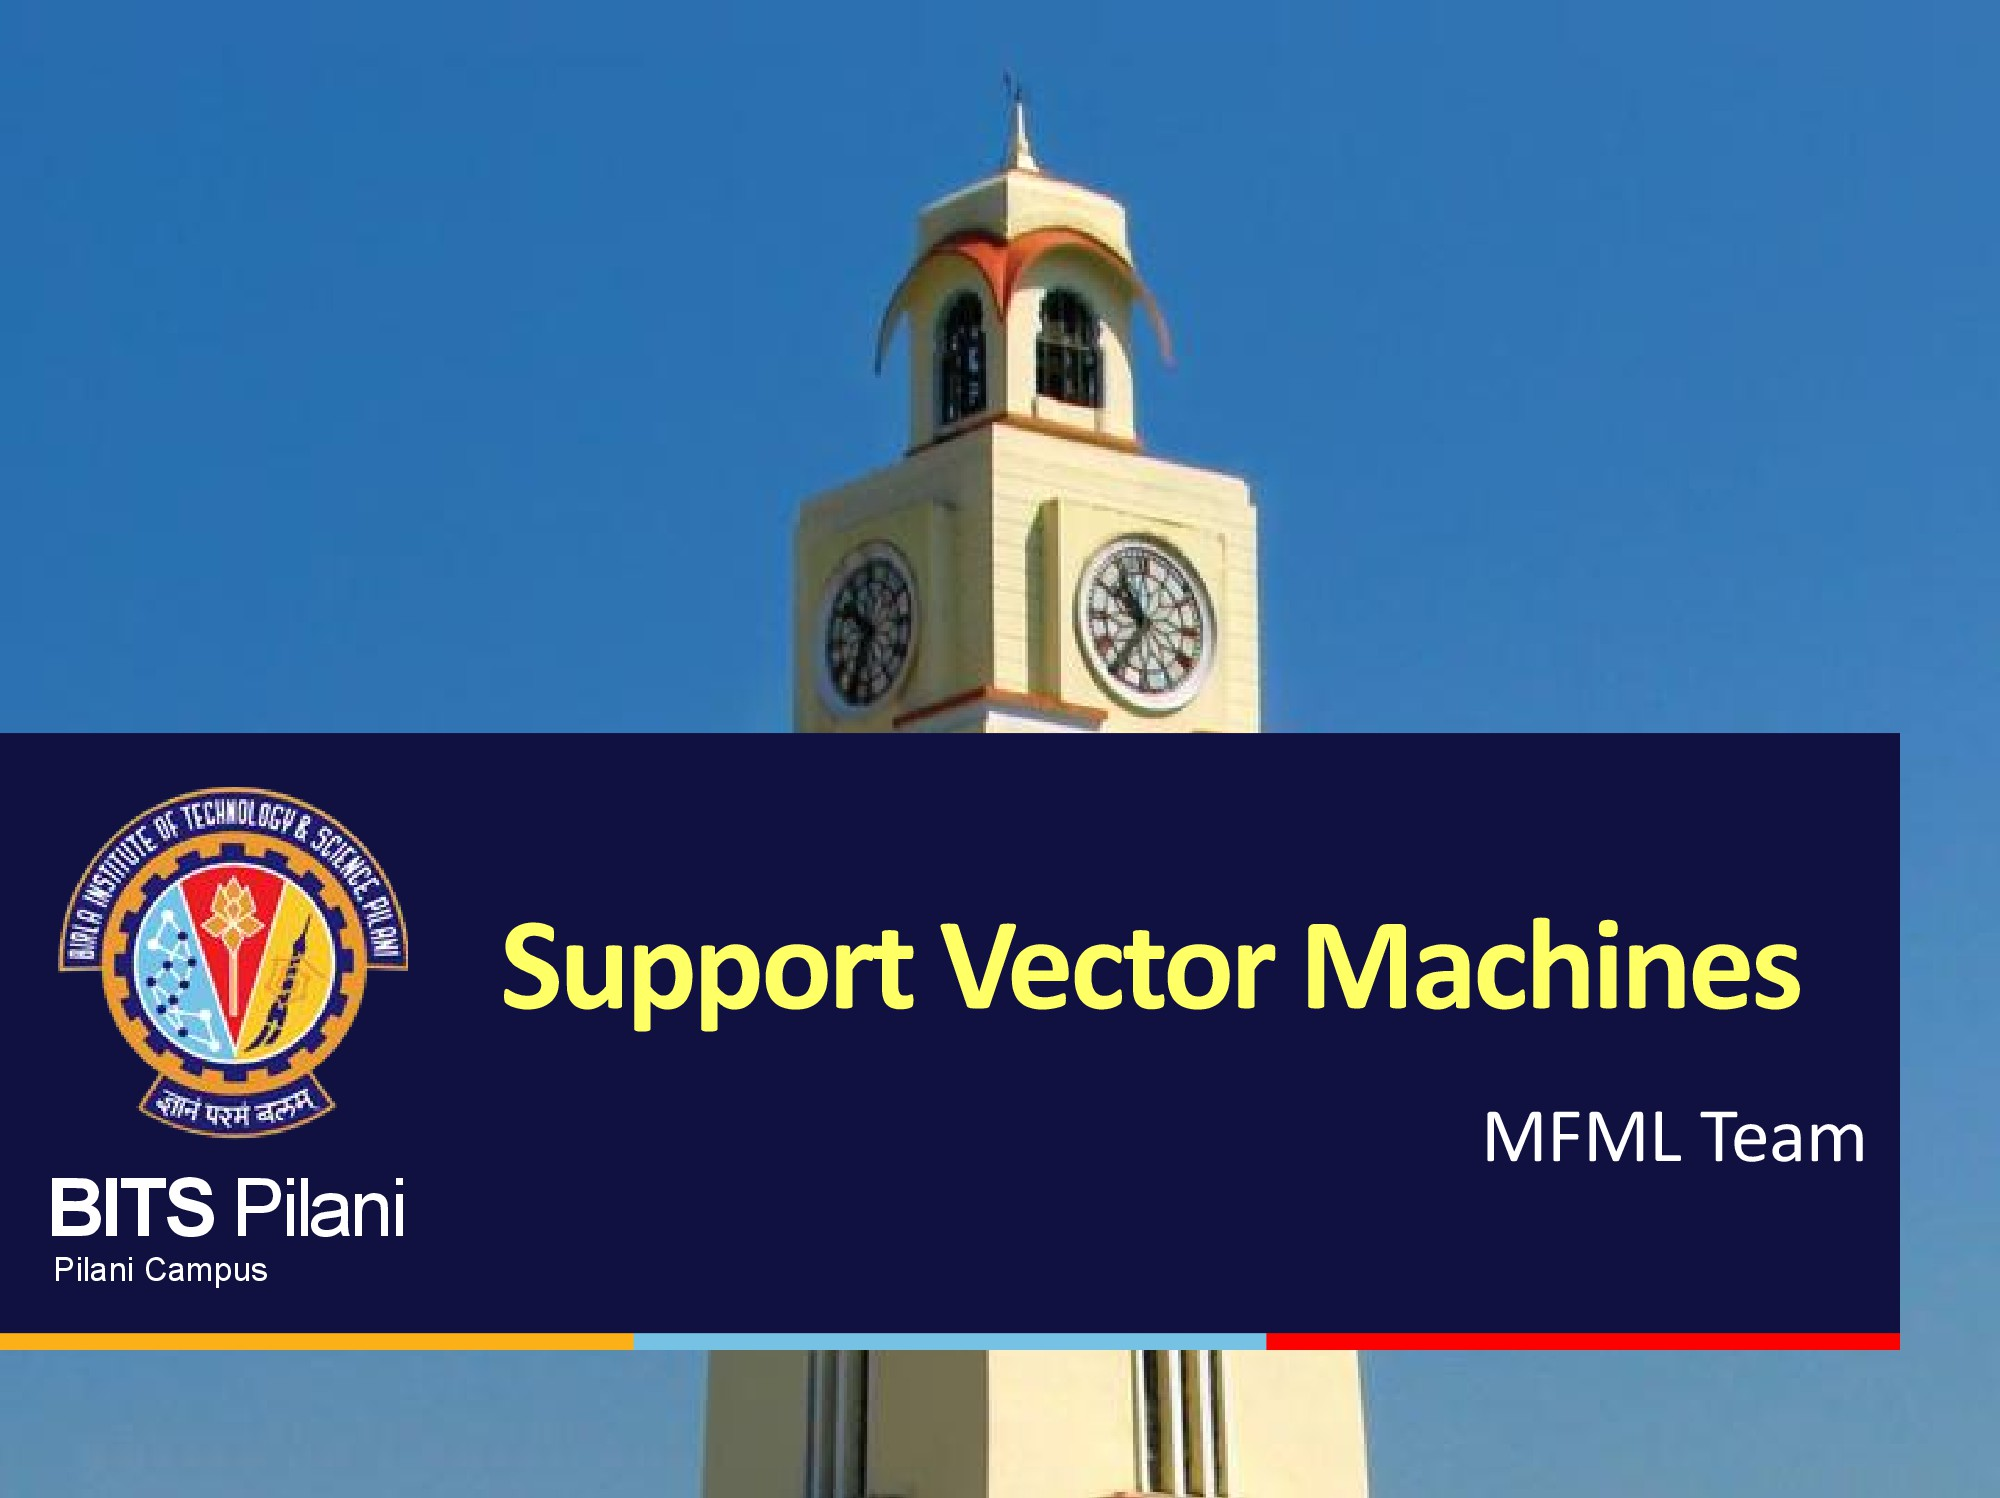 BIRLA INSTITUTE OF TECHNOLOGY & SCIENCE, PILANI
ज्ञानं परमं बलम्
BITS Pilani
Pilani Campus
Support Vector Machines
MFML Team